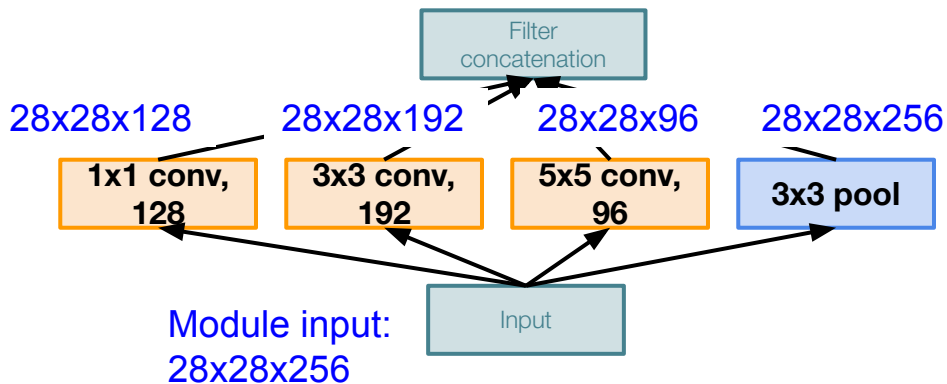 Filter
concatenation
28x28x128
28x28x192
28x28x96
28x28x256
1x1 conv,
128
3x3 conv,
192
5x5 conv,
96
3x3 pool
Input
Module input:
28x28x256